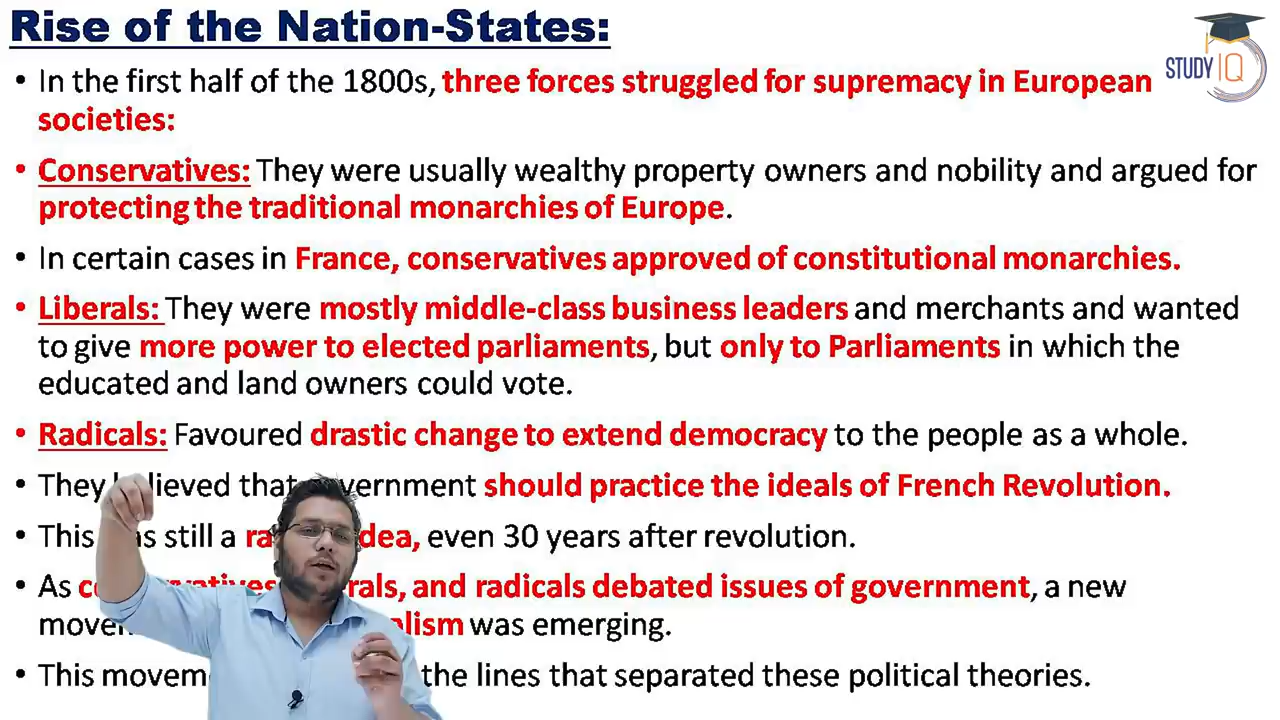 Rise of the Nation-States:
STUDY IQ
• In the first half of the 1800s, three forces struggled for supremacy in European
societies:
• Conservatives: They were usually wealthy property owners and nobility and argued for
protecting the traditional monarchies of Europe.
• In certain cases in France, conservatives approved of constitutional monarchies.
• Liberals: They were mostly middle-class business leaders and merchants and wanted
to give more power to elected parliaments, but only to Parliaments in which the
educated and land owners could vote.
• Radicals: Favoured drastic change to extend democracy to the people as a whole.
• They believed that government should practice the ideals of French Revolution.
• This still a idea, even 30 years after revolution.
• As and radicals debated issues of government, a new
was emerging.
• This the lines that separated these political theories.